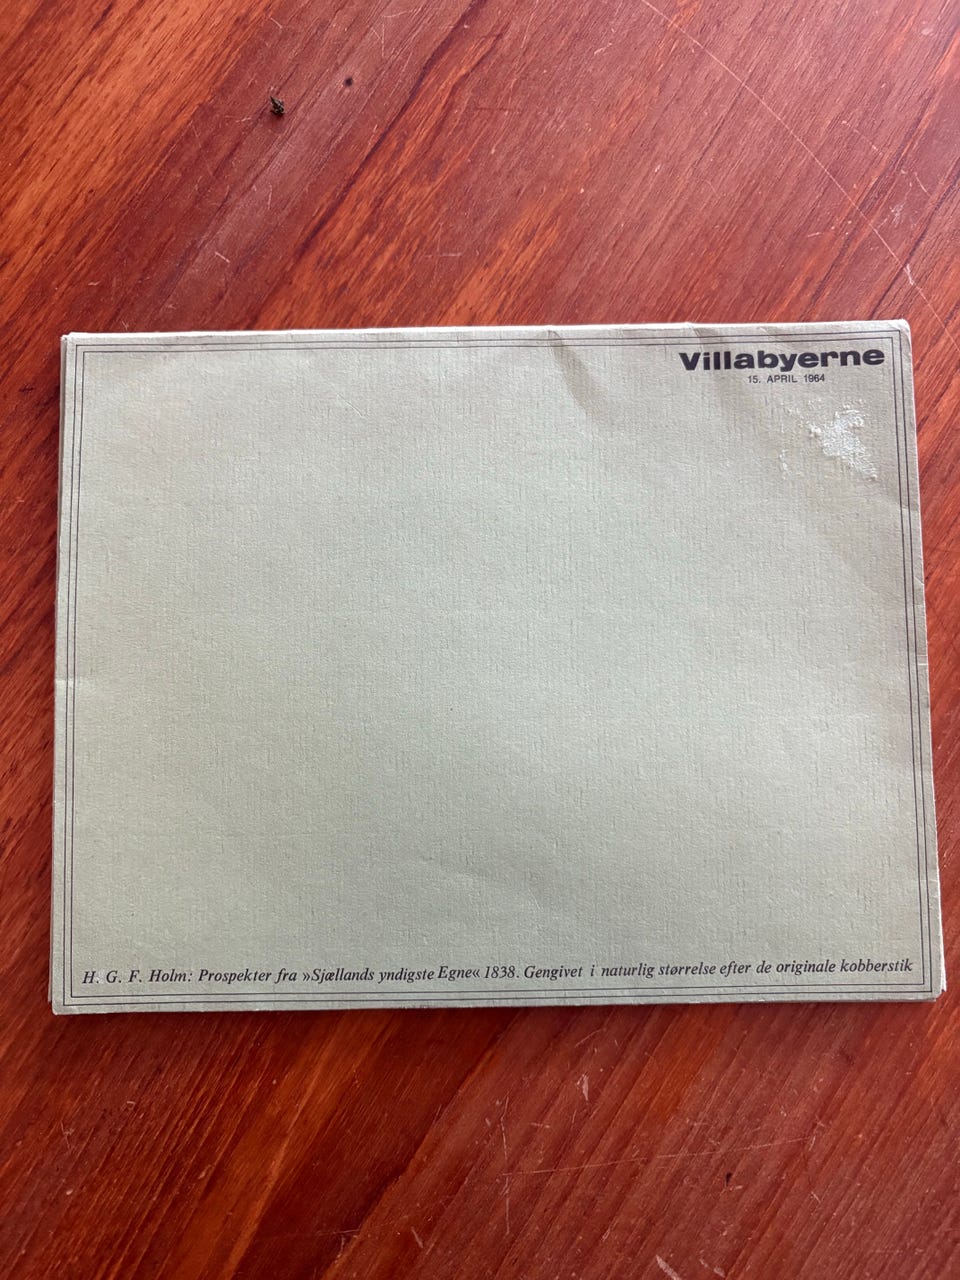 Villabyerne
15. APRIL 1964
H. G. F. Holm: Prospekter fra »Sjællands yndigste Egne« 1838. Gengivet i naturlig størrelse efter de originale kobberstik